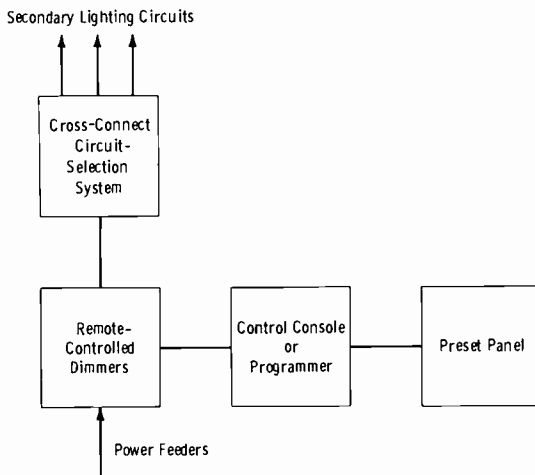 Secondary Lighting Circuits
Cross-Connect
Circuit-
Selection
System
Remote-
Controlled
Dimmers
Control Console
or
Programmer
Preset Panel
Power Feeders